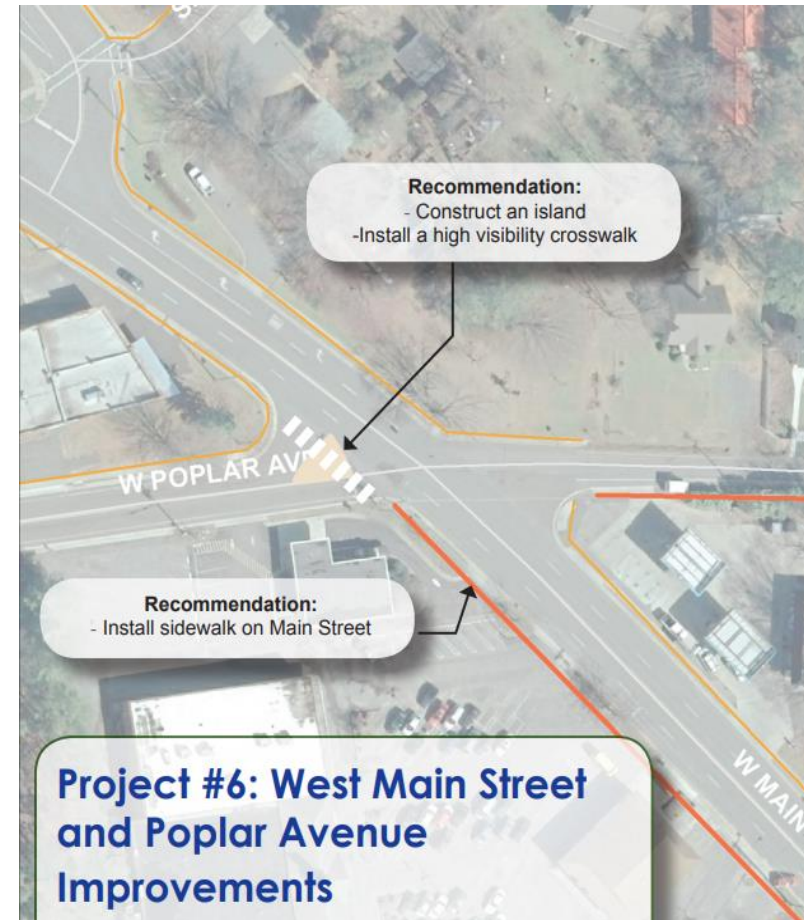 S
Recommendation:
- Construct an island
-Install a high visibility crosswalk
W POPLAR AV
Recommendation:
- Install sidewalk on Main Street
W MAIN
Project #6: West Main Street
and Poplar Avenue
Improvements